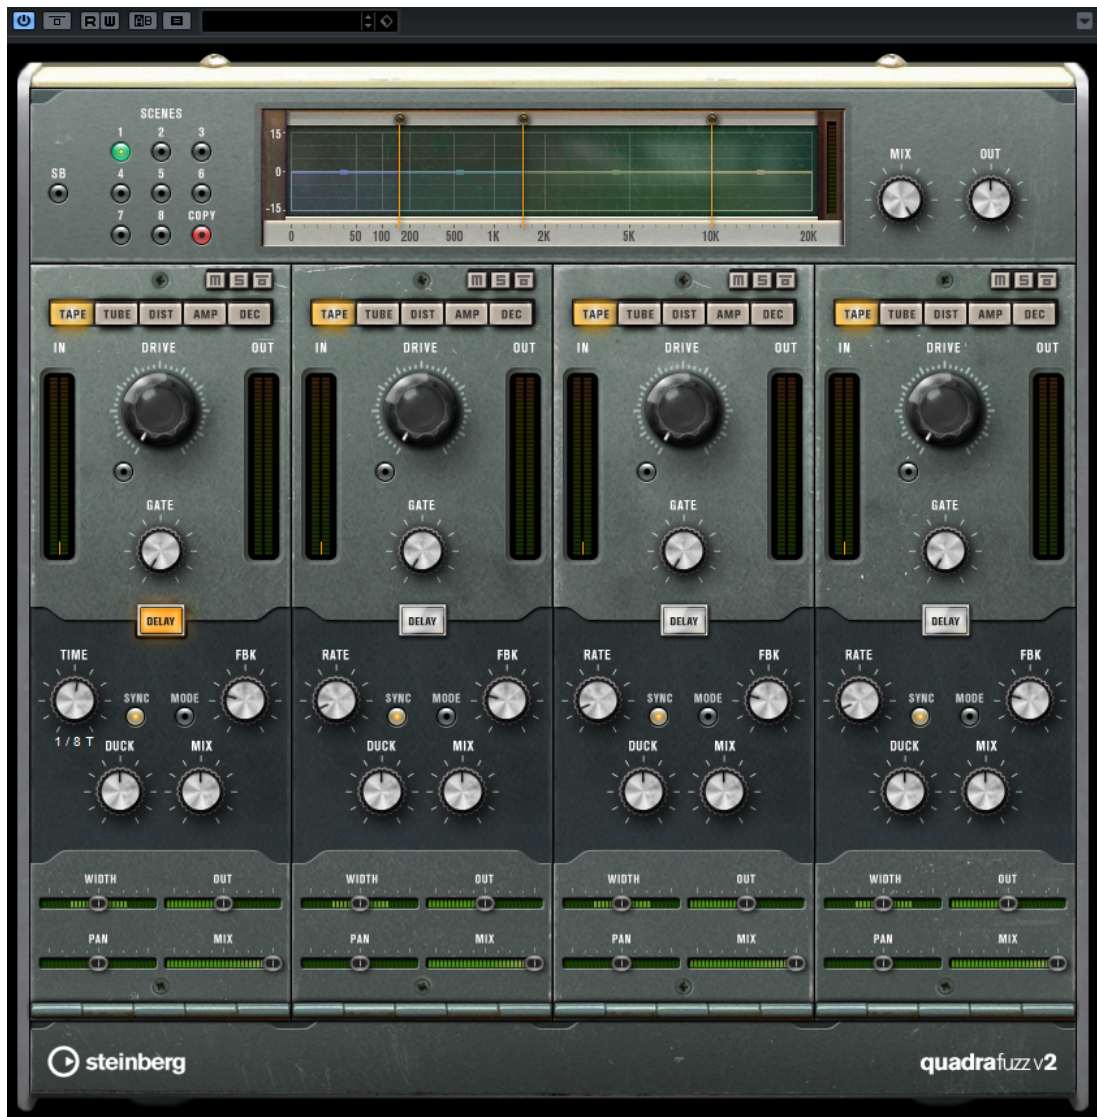 R W AB
SCENES
1 2 3
SB
4 5 6
7 8 COPY
15
0
-15
0 50 100 200 500 1K 2K 5K 10K 20K
MIX OUT
M S M S M S M S
TAPE TUBE DIST AMP DEC TAPE TUBE DIST AMP DEC TAPE TUBE DIST AMP DEC TAPE TUBE DIST AMP DEC
IN DRIVE OUT IN DRIVE OUT IN DRIVE OUT IN DRIVE OUT
GATE GATE GATE GATE
DELAY DELAY DELAY DELAY
TIME FBK RATE FBK RATE FBK RATE FBK
SYNC MODE SYNC MODE SYNC MODE SYNC MODE
1 / 8 T
DUCK MIX DUCK MIX DUCK MIX DUCK MIX
WIDTH OUT WIDTH OUT WIDTH OUT WIDTH OUT
PAN MIX PAN MIX PAN MIX PAN MIX
steinberg quadrafuzz v2